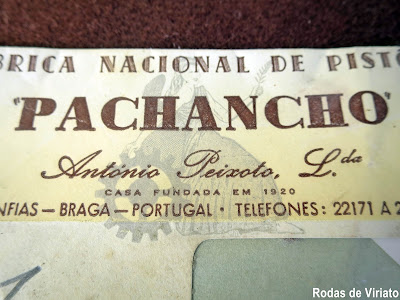 BRICA NACIONAL DE PISTÕ
"PACHANCHO"
António Peixoto, L.da
CASA FUNDADA EM 1920
NFIAS—BRAGA—PORTUGAL • TELEFONES: 22171 A 2
Rodas de Viriato